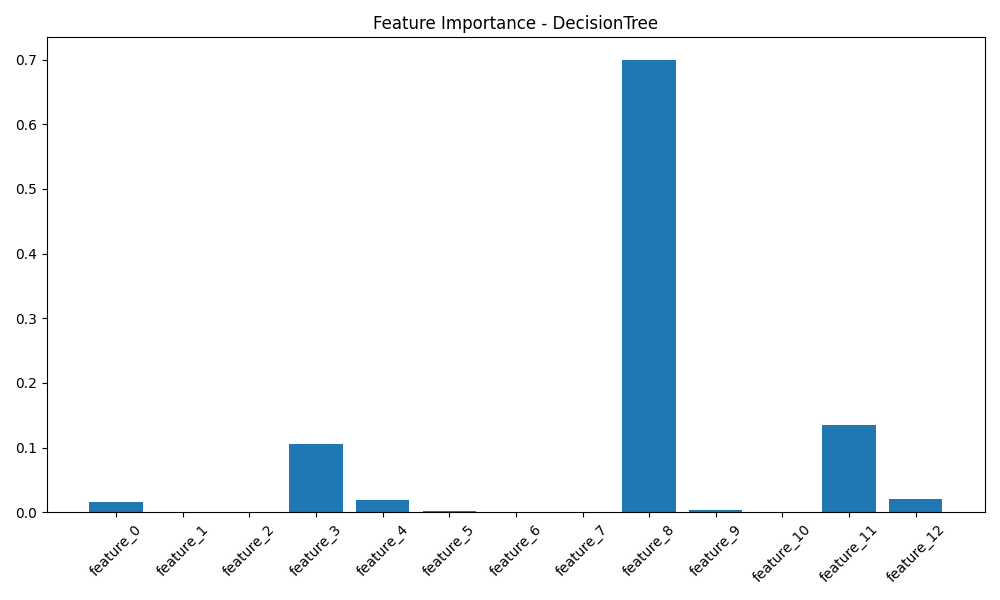 Feature Importance - DecisionTree
0.7
0.6
0.5
0.4
0.3
0.2
0.1
0.0
feature_0
feature_1
feature_2
feature_3
feature_4
feature_5
feature_6
feature_7
feature_8
feature_9
feature_10
feature_11
feature_12